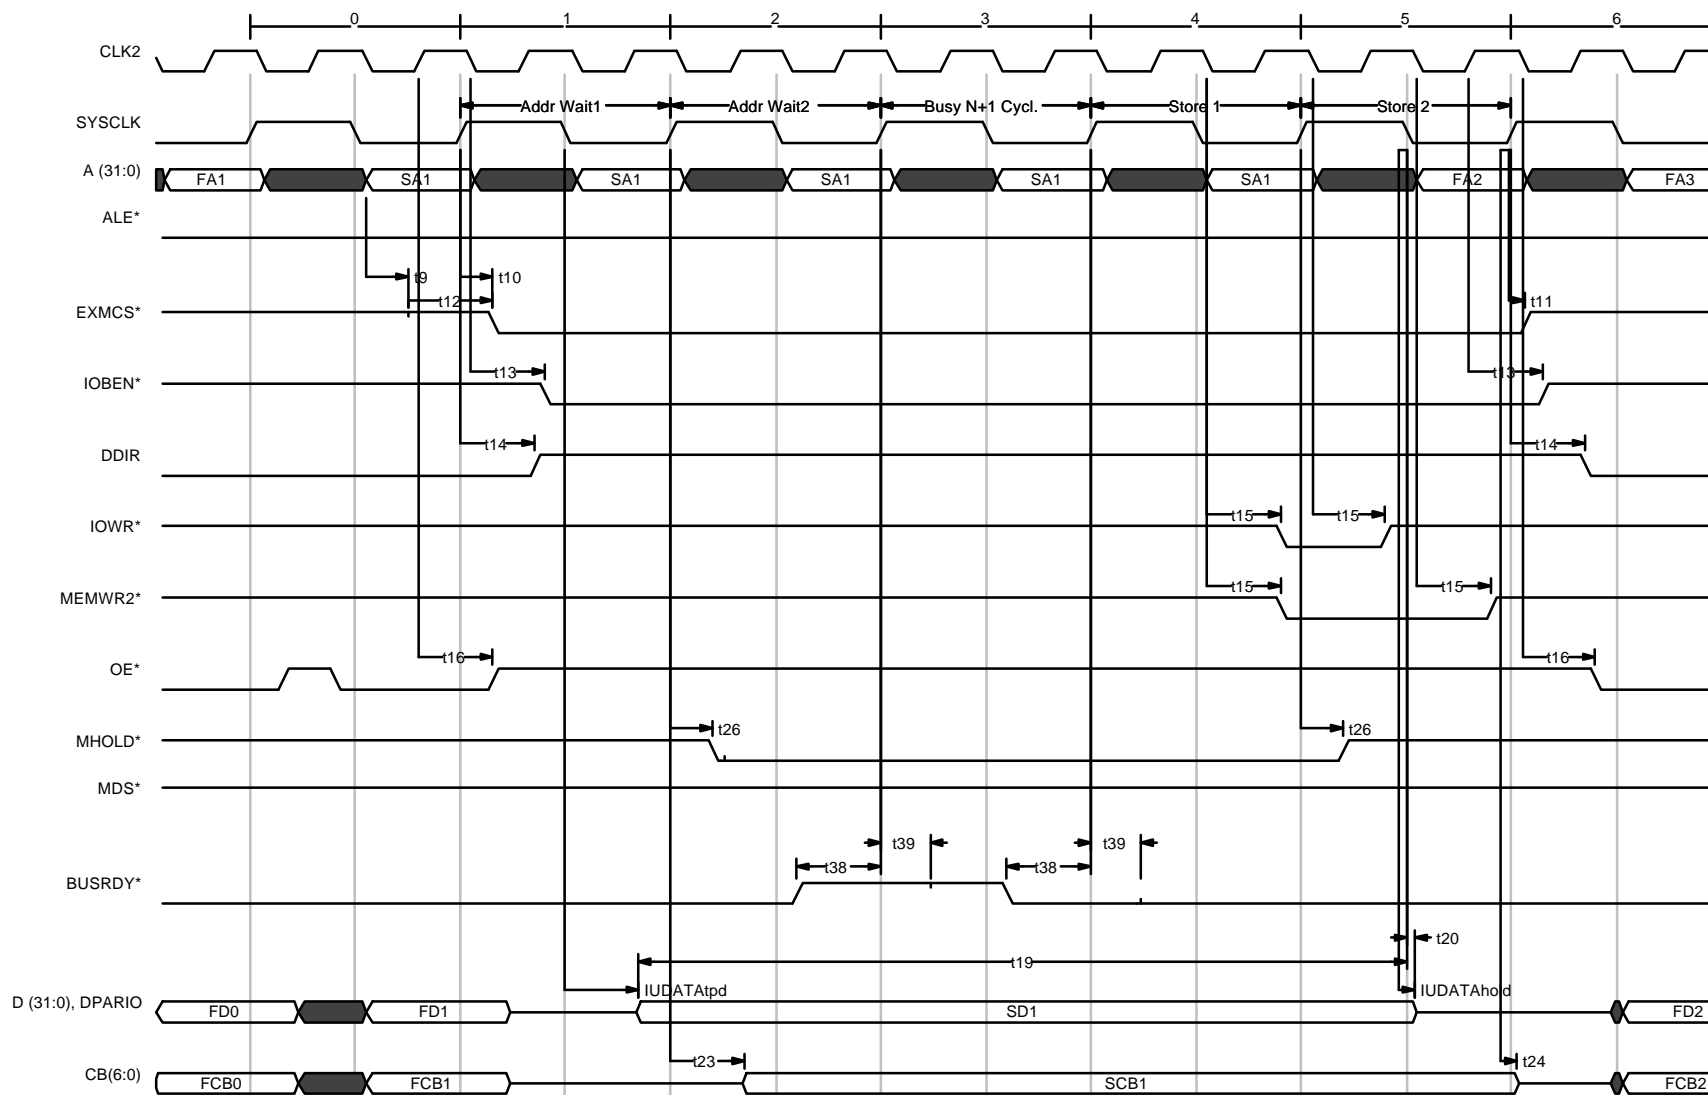 0 1 2 3 4 5 6
CLK2
Addr Wait1 Addr Wait2 Busy N+1 Cycl. Store 1 Store 2
SYSCLK
A (31:0) FA1 SA1 SA1 SA1 SA1 SA1 FA2 FA3
ALE*
t9 t10
t12 t11
EXMCS*
t13 t13
IOBEN*
t14 t14
DDIR
t15 t15
IOWR*
t15 t15
MEMWR2*
t16 t16
OE*
t26 t26
MHOLD*
MDS*
t39 t39
t38 t38
BUSRDY*
t20
t19
IUDATAtpd IUDATAhold
D (31:0), DPARIO FD0 FD1 SD1 FD2
t23 t24
CB(6:0) FCB0 FCB1 SCB1 FCB2